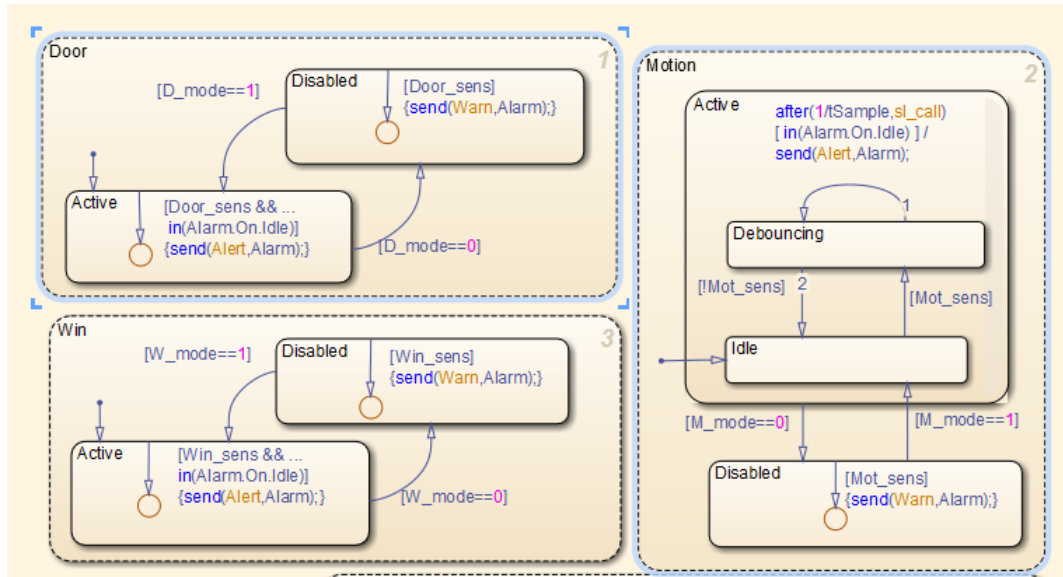 Door
1
[D_mode==1]
Disabled
[Door_sens]
{send(Warn,Alarm);}
Active
[Door_sens && ...
in(Alarm.On.Idle)]
{send(Alert,Alarm);}
[D_mode==0]
Motion
2
Active
after(1/tSample,sl_call)
[ in(Alarm.On.Idle) ] /
send(Alert,Alarm);
1
Debouncing
[!Mot_sens]
2
[Mot_sens]
Idle
[M_mode==0]
[M_mode==1]
Disabled
[Mot_sens]
{send(Warn,Alarm);}
Win
3
[W_mode==1]
Disabled
[Win_sens]
{send(Warn,Alarm);}
Active
[Win_sens && ...
in(Alarm.On.Idle)]
{send(Alert,Alarm);}
[W_mode==0]